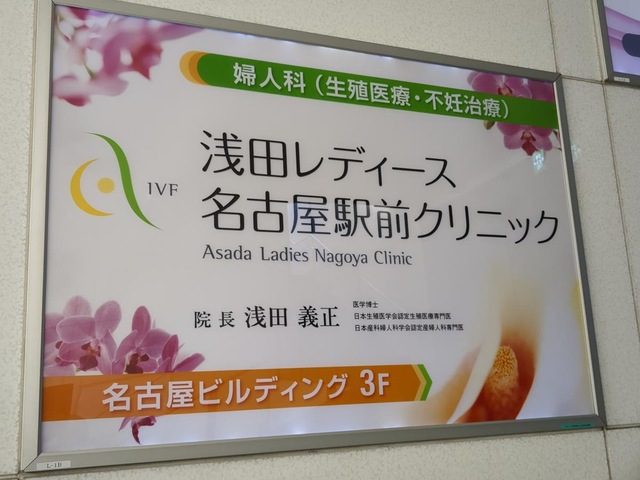 婦人科（生殖医療・不妊治療）
IVF
浅田レディース
名古屋駅前クリニック
Asada Ladies Nagoya Clinic
院長 浅田 義正
医学博士
日本生殖医学会認定生殖医療専門医
日本産科婦人科学会認定産婦人科専門医
名古屋ビルディング 3F
L-1B